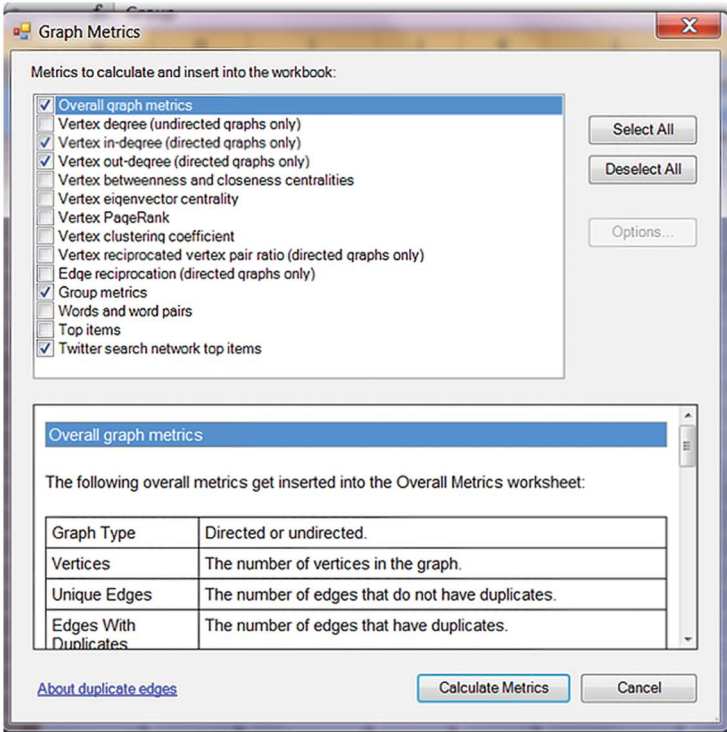 Graph Metrics
Metrics to calculate and insert into the workbook:
Overall graph metrics
Vertex degree (undirected graphs only)
Vertex in-degree (directed graphs only)
Vertex out-degree (directed graphs only)
Vertex betweenness and closeness centralities
Vertex eigenvector centrality
Vertex PageRank
Vertex clustering coefficient
Vertex reciprocated vertex pair ratio (directed graphs only)
Edge reciprocation (directed graphs only)
Group metrics
Words and word pairs
Top items
Twitter search network top items
Select All
Deselect All
Options...
Overall graph metrics
The following overall metrics get inserted into the Overall Metrics worksheet:
Graph Type Directed or undirected.
Vertices The number of vertices in the graph.
Unique Edges The number of edges that do not have duplicates.
Edges With The number of edges that have duplicates.
Duplicates
About duplicate edges
Calculate Metrics
Cancel